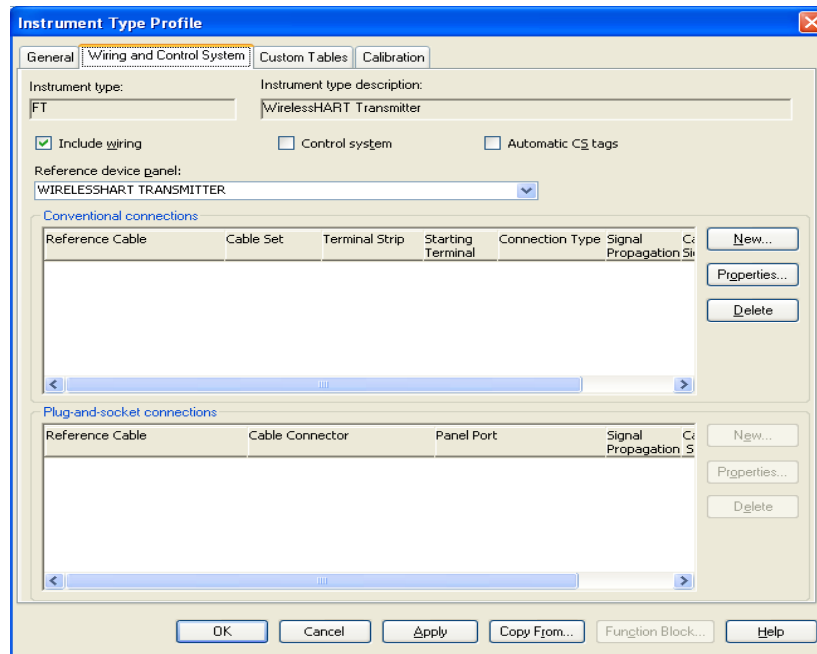 Instrument Type Profile
General Wiring and Control System Custom Tables Calibration
Instrument type: Instrument type description:
FT WirelessHART Transmitter
Include wiring Control system Automatic CS tags
Reference device panel:
WIRELESSHART TRANSMITTER
Conventional connections
Reference Cable Cable Set Terminal Strip Starting Connection Type Signal Ca
Terminal Propagation Si
New...
Properties...
Delete
Plug-and-socket connections
Reference Cable Cable Connector Panel Port Signal Ca
Propagation S
New...
Properties...
Delete
OK Cancel Apply Copy From... Function Block... Help